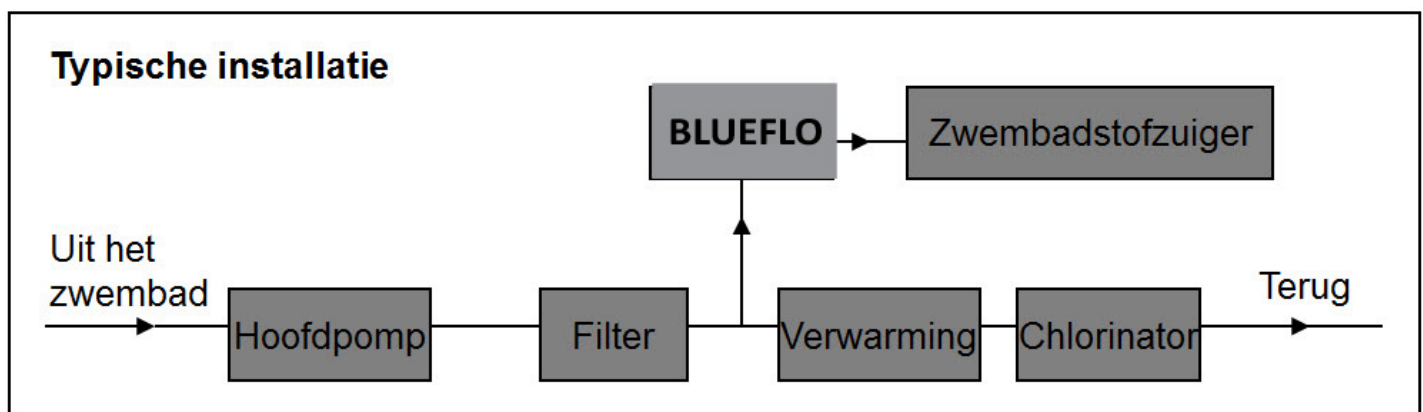 Typische installatie
BLUEFLO
Zwembadstofzuiger
Uit het
zwembad
Hoofdpomp
Filter
Verwarming
Chlorinator
Terug